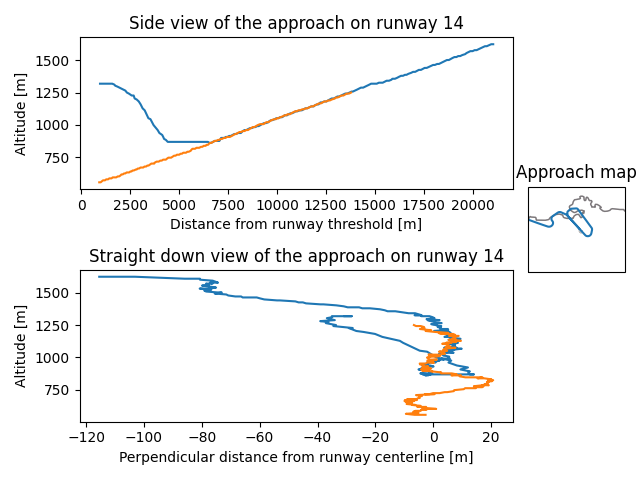 Side view of the approach on runway 14
Altitude [m]
1500
1250
1000
750
0 2500 5000 7500 10000 12500 15000 17500 20000
Distance from runway threshold [m]
Approach map
Straight down view of the approach on runway 14
Altitude [m]
1500
1250
1000
750
−120 −100 −80 −60 −40 −20 0 20
Perpendicular distance from runway centerline [m]